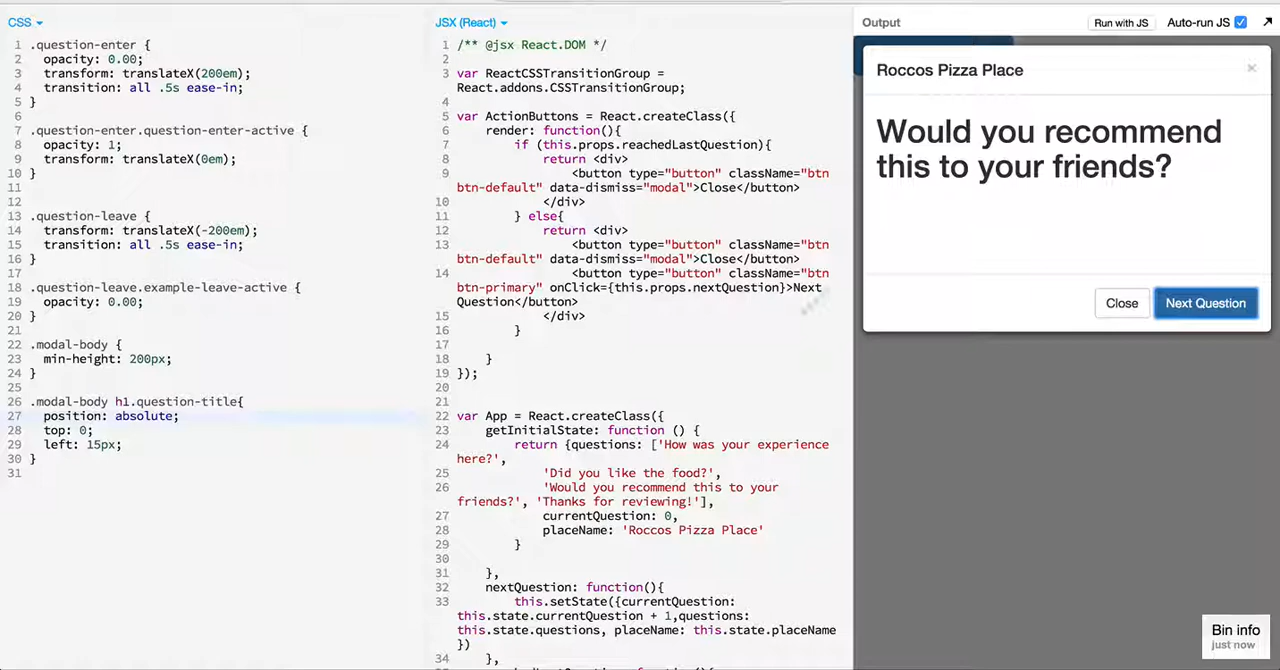 CSS
1 .question-enter {
2 opacity: 0.00;
3 transform: translateX(200em);
4 transition: all .5s ease-in;
5 }
6
7 .question-enter.question-enter-active {
8 opacity: 1;
9 transform: translateX(0em);
10 }
11
12
13 .question-leave {
14 transform: translateX(-200em);
15 transition: all .5s ease-in;
16 }
17
18 .question-leave.example-leave-active {
19 opacity: 0.00;
20 }
21
22 .modal-body {
23 min-height: 200px;
24 }
25
26 .modal-body h1.question-title{
27 position: absolute;
28 top: 0;
29 left: 15px;
30 }
31
JSX (React)
1 /** @jsx React.DOM */
2
3 var ReactCSSTransitionGroup =
React.addons.CSSTransitionGroup;
4
5 var ActionButtons = React.createClass({
6 render: function(){
7 if (this.props.reachedLastQuestion){
8 return <div>
9 <button type="button" className="btn
btn-default" data-dismiss="modal">Close</button>
10 </div>
11 } else{
12 return <div>
13 <button type="button" className="btn
btn-default" data-dismiss="modal">Close</button>
14 <button type="button" className="btn
btn-primary" onClick={this.props.nextQuestion}>Next
Question</button>
15 </div>
16 }
17
18 }
19 });
20
21
22 var App = React.createClass({
23 getInitialState: function () {
24 return {questions: ['How was your experience
here?',
25 'Did you like the food?',
26 'Would you recommend this to your
friends?', 'Thanks for reviewing!'],
27 currentQuestion: 0,
28 placeName: 'Roccos Pizza Place'
29 }
30
31 },
32 nextQuestion: function(){
33 this.setState({currentQuestion:
this.state.currentQuestion + 1,questions:
this.state.questions, placeName: this.state.placeName
})
34 },
Output
Run with JS
Auto-run JS
Roccos Pizza Place
×
Would you recommend
this to your friends?
Close
Next Question
Bin info
just now